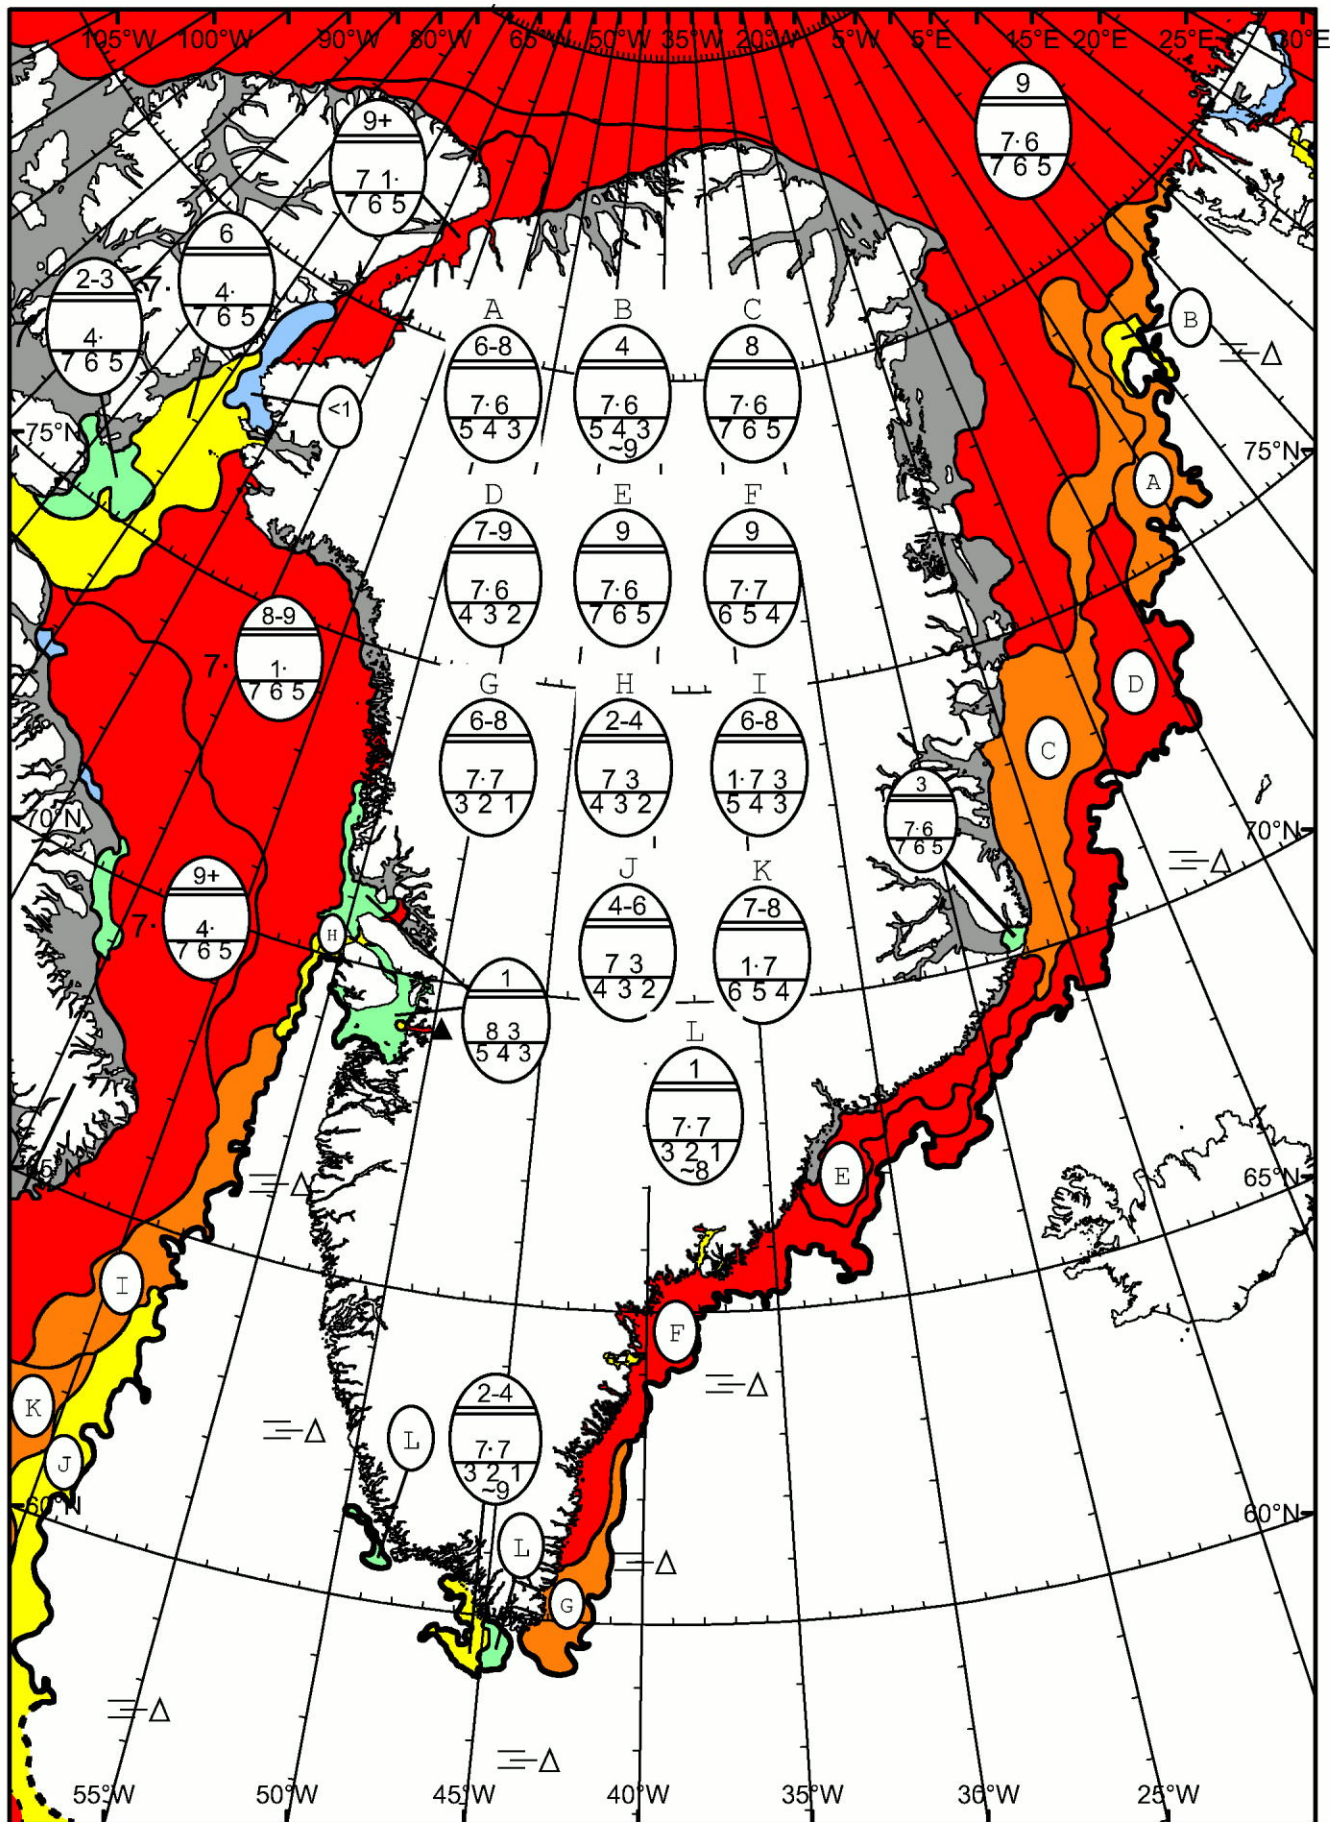 105°W 100°W 90°W 80°W 65°W 50°W 35°W 20°W 5°W 5°E 15°E 20°E 25°E 30°E
9
7· 6
7 6 5
9+
7 1·
7 6 5
6
7·
4·
7 6 5
2-3
4·
7 6 5
<1
B
75°N
75°N
A
6-8
7· 6
5 4 3
B
4
7· 6
5 4 3
~9
C
8
7· 6
7 6 5
A
D
7-9
7· 6
4 3 2
E
9
7· 6
7 6 5
F
9
7· 7
6 5 4
8-9
7·
1·
7 6 5
D
C
G
6-8
7· 7
3 2 1
H
2-4
7 3
4 3 2
I
6-8
1· 7 3
5 4 3
3
7· 6
7 6 5
70°N
70°N
9+
7·
4·
7 6 5
H
J
4-6
7 3
4 3 2
K
7-8
1· 7
6 5 4
1
8 3
5 4 3
L
1
7· 7
3 2 1
~8
E
65°N
65°N
I
F
K
J
L
2-4
7· 7
3 2 1
~9
60°N
60°N
L
G
55°W 50°W 45°W 40°W 35°W 30°W 25°W